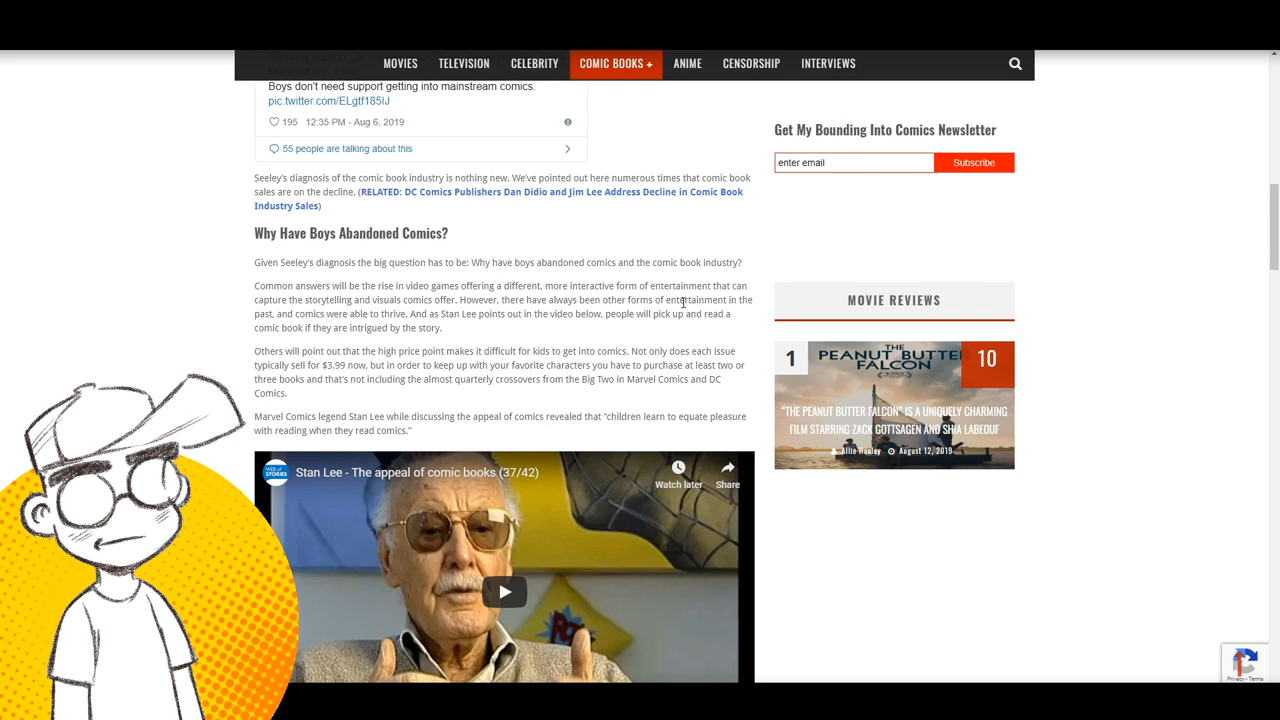 MOVIES TELEVISION CELEBRITY COMIC BOOKS + ANIME CENSORSHIP INTERVIEWS
Boys don't need support getting into mainstream comics.
pic.twitter.com/ELgtf185IJ
195 12:35 PM - Aug 6, 2019
55 people are talking about this
Seeley's diagnosis of the comic book industry is nothing new. We've pointed out here numerous times that comic book
sales are on the decline. (RELATED: DC Comics Publishers Dan Didio and Jim Lee Address Decline in Comic Book
Industry Sales)
Why Have Boys Abandoned Comics?
Given Seeley's diagnosis the big question has to be: Why have boys abandoned comics and the comic book industry?
Common answers will be the rise in video games offering a different, more interactive form of entertainment that can
capture the storytelling and visuals comics offer. However, there have always been other forms of entertainment in the
past, and comics were able to thrive. And as Stan Lee points out in the video below, people will pick up and read a
comic book if they are intrigued by the story.
Others will point out that the high price point makes it difficult for kids to get into comics. Not only does each issue
typically sell for $3.99 now, but in order to keep up with your favorite characters you have to purchase at least two or
three books and that's not including the almost quarterly crossovers from the Big Two in Marvel Comics and DC
Comics.
Marvel Comics legend Stan Lee while discussing the appeal of comics revealed that "children learn to equate pleasure
with reading when they read comics."
WEB of STORIES
Stan Lee - The appeal of comic books (37/42)
Watch later Share
Get My Bounding Into Comics Newsletter
enter email Subscribe
MOVIE REVIEWS
1 10
THE
PEANUT BUTTER
FALCON
"THE PEANUT BUTTER FALCON" IS A UNIQUELY CHARMING
FILM STARRING ZACK GOTTSAGEN AND SHIA LABEOUF
Allie Hanley August 12, 2019
Privacy - Terms